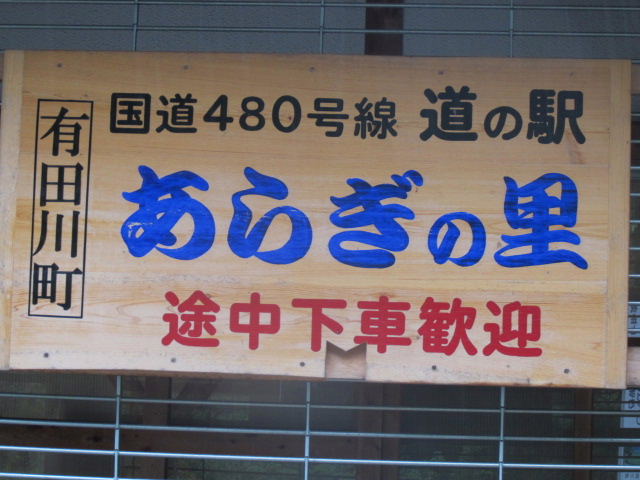 有田川町
国道480号線 道の駅
あらぎの里
途中下車歓迎